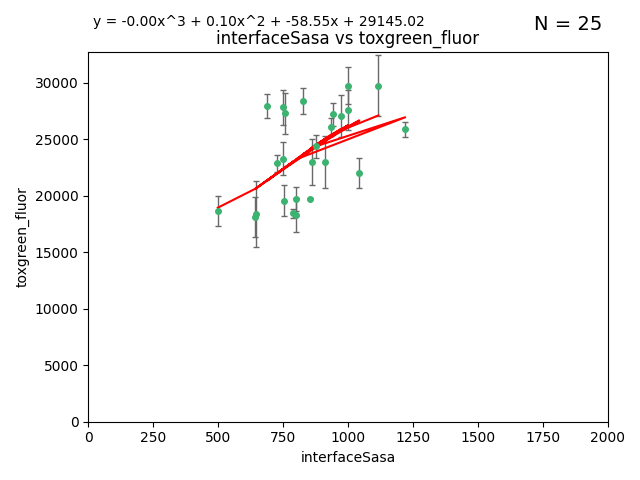 y = -0.00x^3 + 0.10x^2 + -58.55x + 29145.02
N = 25
interfaceSasa vs toxgreen_fluor
30000
25000
20000
15000
10000
5000
0
toxgreen_fluor
0 250 500 750 1000 1250 1500 1750 2000
interfaceSasa